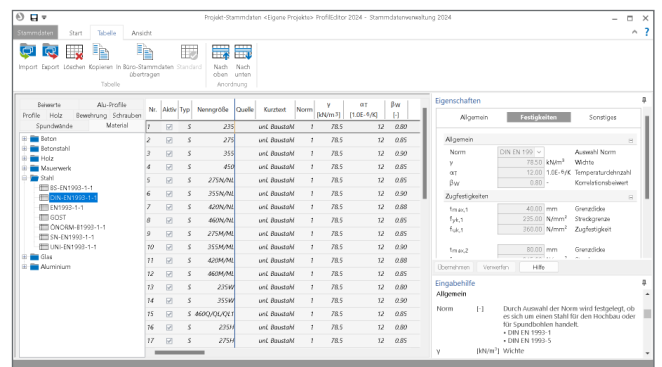 Projekt-Stammdaten <Eigene Projekte> ProfilEditor 2024 - Stammdatenverwaltung 2024
Stammdaten Start Tabelle Ansicht
Import Export Löschen Kopieren In Büro-Stammdaten übertragen Standard Nach oben Nach unten
Tabelle Anordnung
Beiwerte Alu-Profile
Profile Holz Bewehrung Schrauben
Spundwände Material
Beton
Betonstahl
Holz
Mauerwerk
Stahl
BS-EN1993-1-1
DIN-EN1993-1-1
EN1993-1-1
GOST
ÖNORM-B1993-1-1
SN-EN1993-1-1
UNI-EN1993-1-1
Glas
Aluminium
Nr. Aktiv Typ Nenngröße Quelle Kurztext Norm γ [kN/m³] αT [1.0E-6/K] βw [-]
1 S 235 unl. Baustahl 1 78.5 12 0.80
2 S 275 unl. Baustahl 1 78.5 12 0.85
3 S 355 unl. Baustahl 1 78.5 12 0.90
4 S 450 unl. Baustahl 1 78.5 12 0.85
5 S 275N/NL unl. Baustahl 1 78.5 12 0.85
6 S 355N/NL unl. Baustahl 1 78.5 12 0.90
7 S 420N/NL unl. Baustahl 1 78.5 12 0.88
8 S 460N/NL unl. Baustahl 1 78.5 12 0.85
9 S 275M/ML unl. Baustahl 1 78.5 12 0.85
10 S 355M/ML unl. Baustahl 1 78.5 12 0.90
11 S 420M/ML unl. Baustahl 1 78.5 12 0.88
12 S 460M/ML unl. Baustahl 1 78.5 12 0.85
13 S 235W unl. Baustahl 1 78.5 12 0.80
14 S 355W unl. Baustahl 1 78.5 12 0.90
15 S 460Q/QL/QL1 unl. Baustahl 1 78.5 12 0.85
16 S 235H unl. Baustahl 1 78.5 12 0.80
17 S 275H unl. Baustahl 1 78.5 12 0.85
Eigenschaften
Allgemein Festigkeiten Sonstiges
Allgemein
Norm DIN EN 199 Auswahl Norm
γ 78.50 kN/m³ Wichte
αT 12.00 1.0E-6/K Temperaturdehnzahl
βw 0.80 - Korrelationsbeiwert
Zugfestigkeiten
tmax,1 40.00 mm Grenzdicke
fyk,1 235.00 N/mm² Streckgrenze
fuk,1 360.00 N/mm² Zugfestigkeit
tmax,2 80.00 mm Grenzdicke
Übernehmen Verwerfen Hilfe
Eingabehilfe
Allgemein
Norm [-] Durch Auswahl der Norm wird festgelegt, ob
es sich um einen Stahl für den Hochbau oder
für Spundbohlen handelt.
• DIN EN 1993-1
• DIN EN 1993-5
γ [kN/m³] Wichte